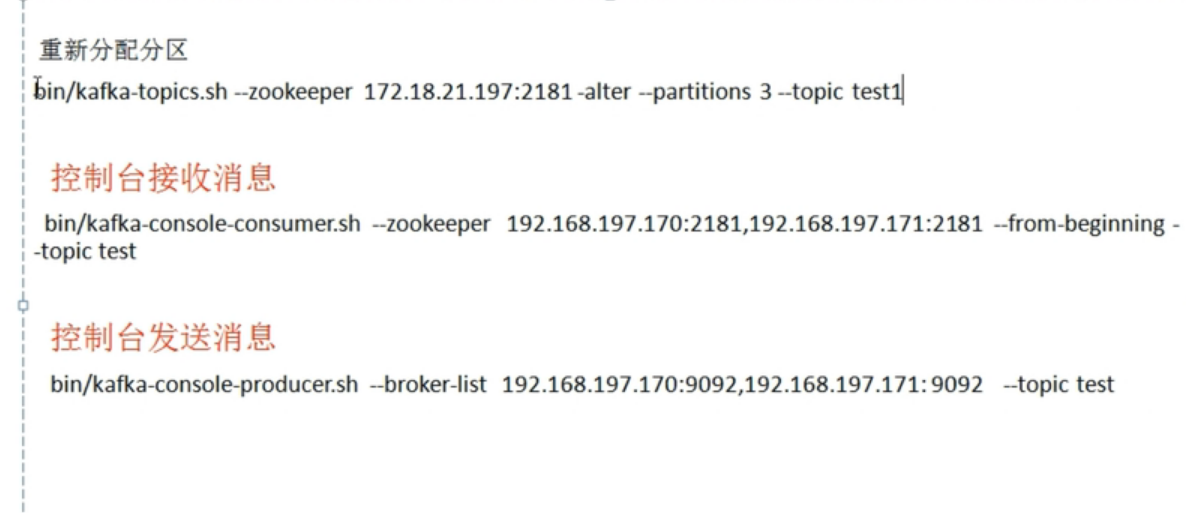 重新分配分区
bin/kafka-topics.sh --zookeeper 172.18.21.197:2181 -alter --partitions 3 --topic test1
控制台接收消息
bin/kafka-console-consumer.sh --zookeeper 192.168.197.170:2181,192.168.197.171:2181 --from-beginning -
-topic test
控制台发送消息
bin/kafka-console-producer.sh --broker-list 192.168.197.170:9092,192.168.197.171: 9092 --topic test